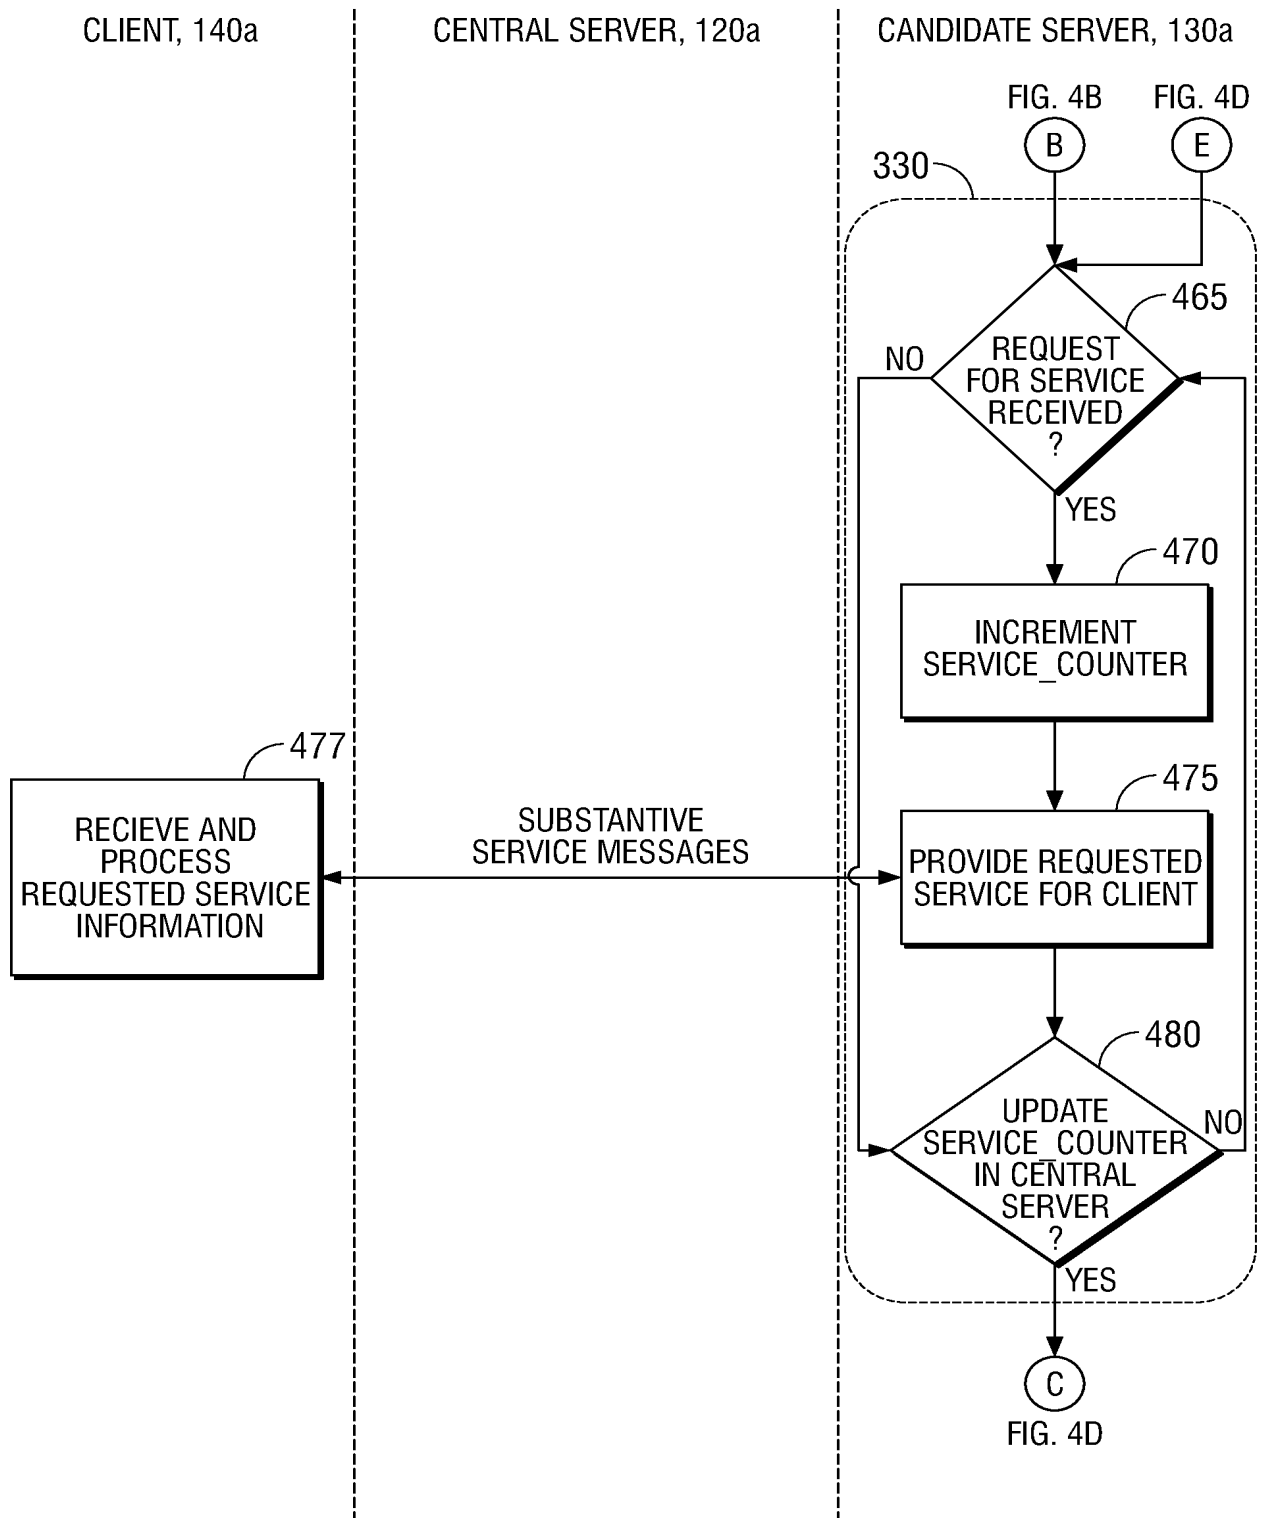 CLIENT, 140a
CENTRAL SERVER, 120a
CANDIDATE SERVER, 130a
FIG. 4B
FIG. 4D
B
E
330
465
REQUEST
FOR SERVICE
RECEIVED
?
NO
YES
470
INCREMENT
SERVICE_COUNTER
477
RECIEVE AND
PROCESS
REQUESTED SERVICE
INFORMATION
SUBSTANTIVE
SERVICE MESSAGES
475
PROVIDE REQUESTED
SERVICE FOR CLIENT
480
UPDATE
SERVICE_COUNTER
IN CENTRAL
SERVER
?
NO
YES
C
FIG. 4D